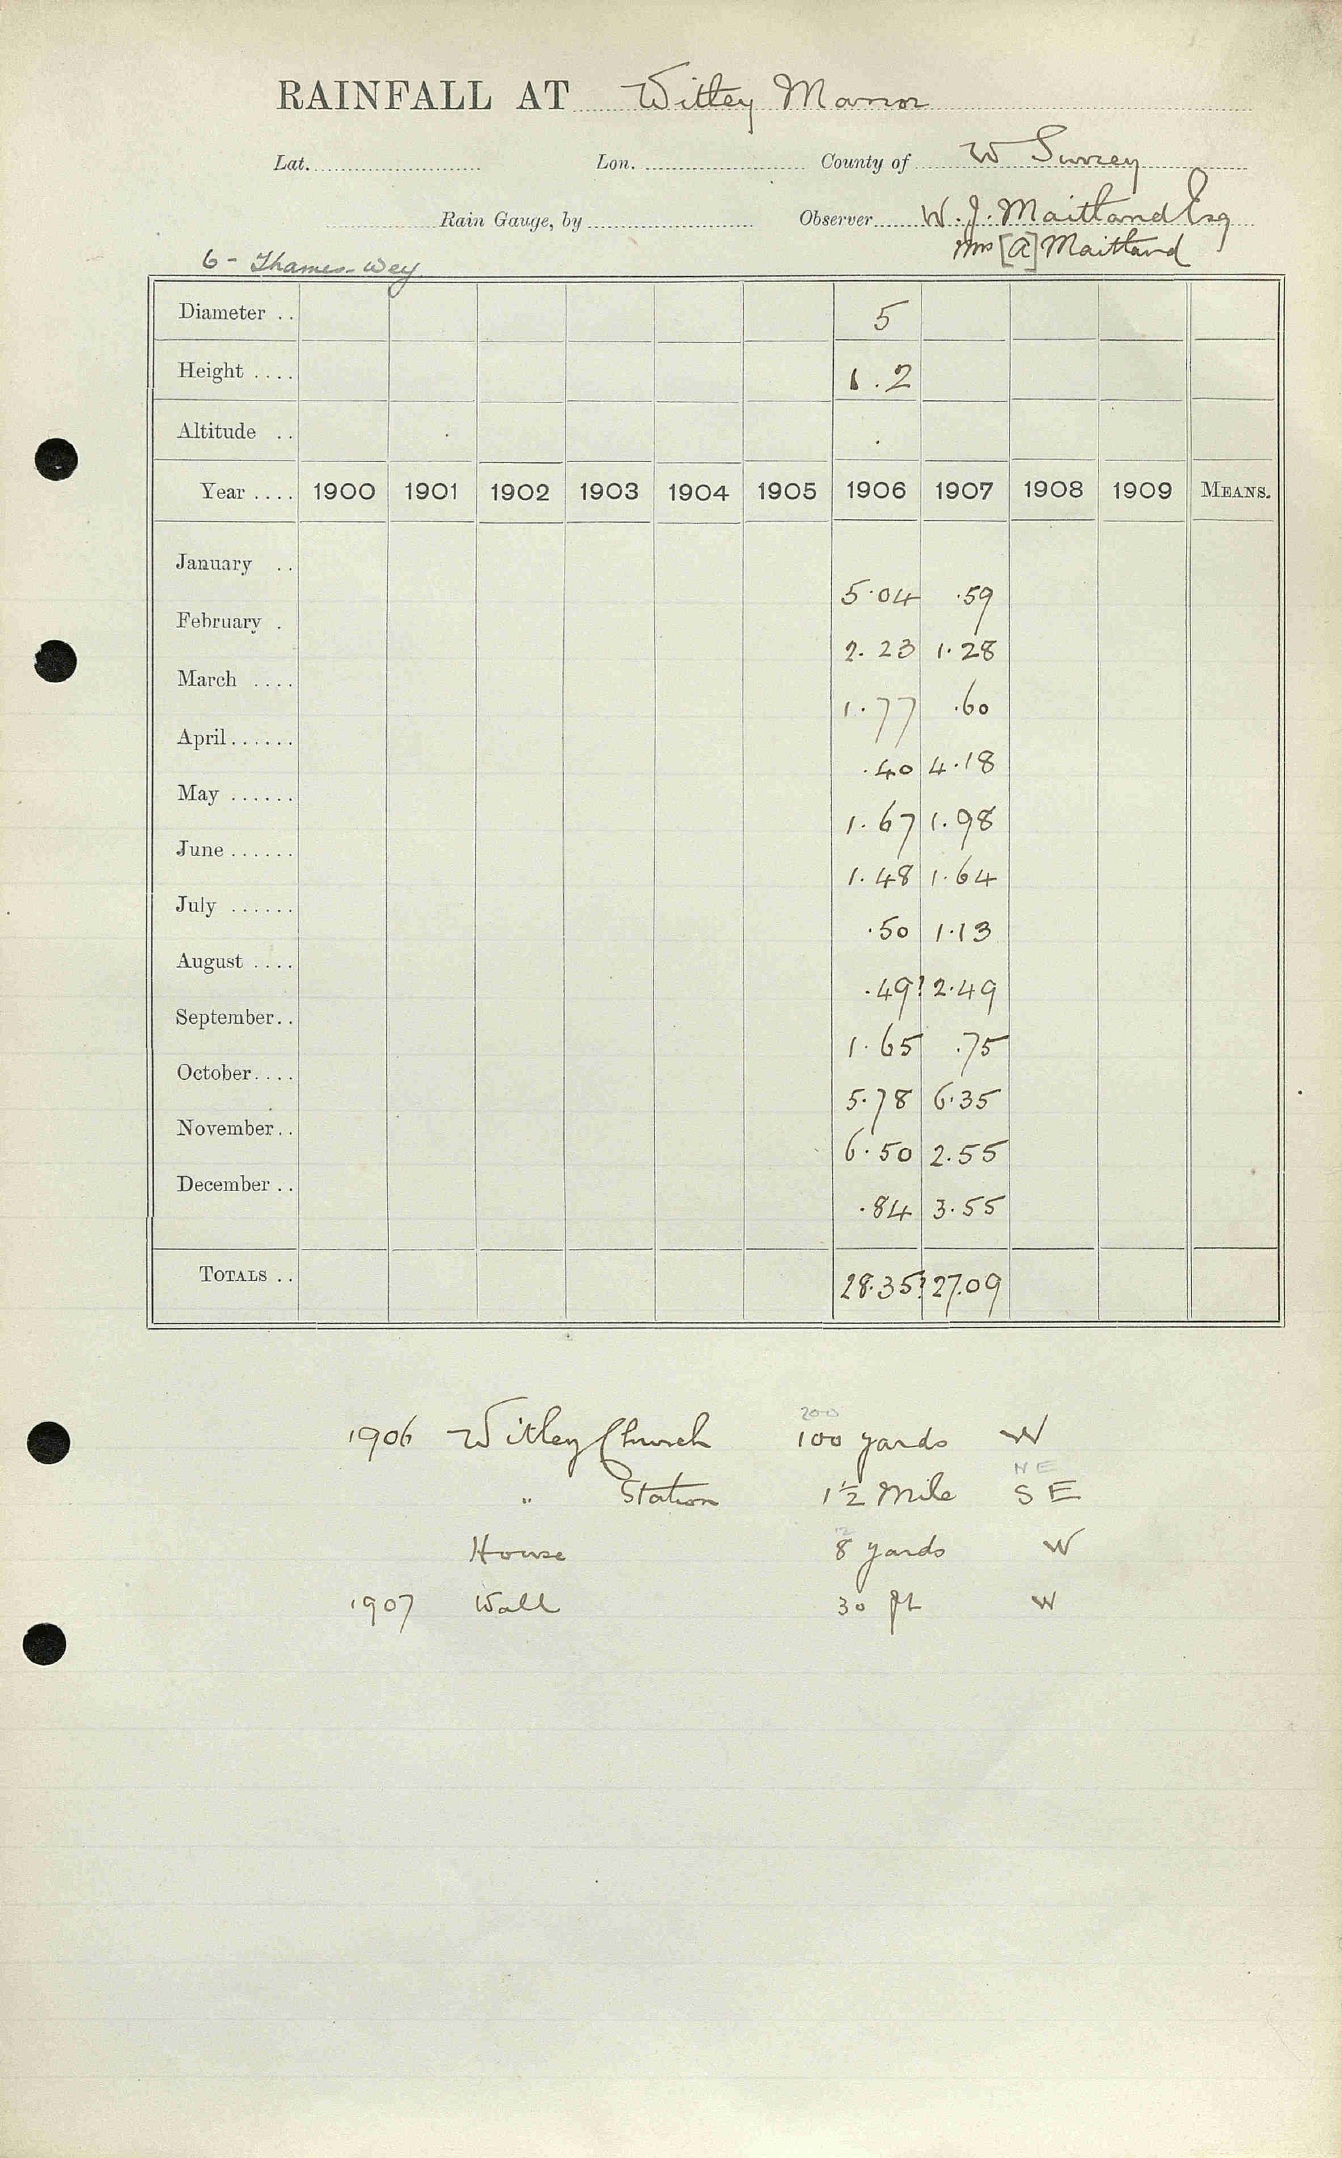 RAINFALL AT Witley Manor
Lat. Lon. County of W Surrey
Rain Gauge, by Observer W. J. Maitland Esq
Mrs [A] Maitland
6 - Thames - Wey
Diameter .. 5
Height .... 1.2
Altitude ..
Year .... 1900 1901 1902 1903 1904 1905 1906 1907 1908 1909 MEANS.
January .. 5.04 .59
February . 2.23 1.28
March .... 1.77 .60
April...... .40 4.18
May ...... 1.67 1.98
June ...... 1.48 1.64
July ...... .50 1.13
August .... .49? 2.49
September.. 1.65 .75
October.... 5.78 6.35
November.. 6.50 2.55
December .. .84 3.55
TOTALS .. 28.35? 27.09
200
1906 Witley Church 100 yards W
NE
" Station 1½ Mile S E
12
House 8 yards W
1907 Wall 30 ft W